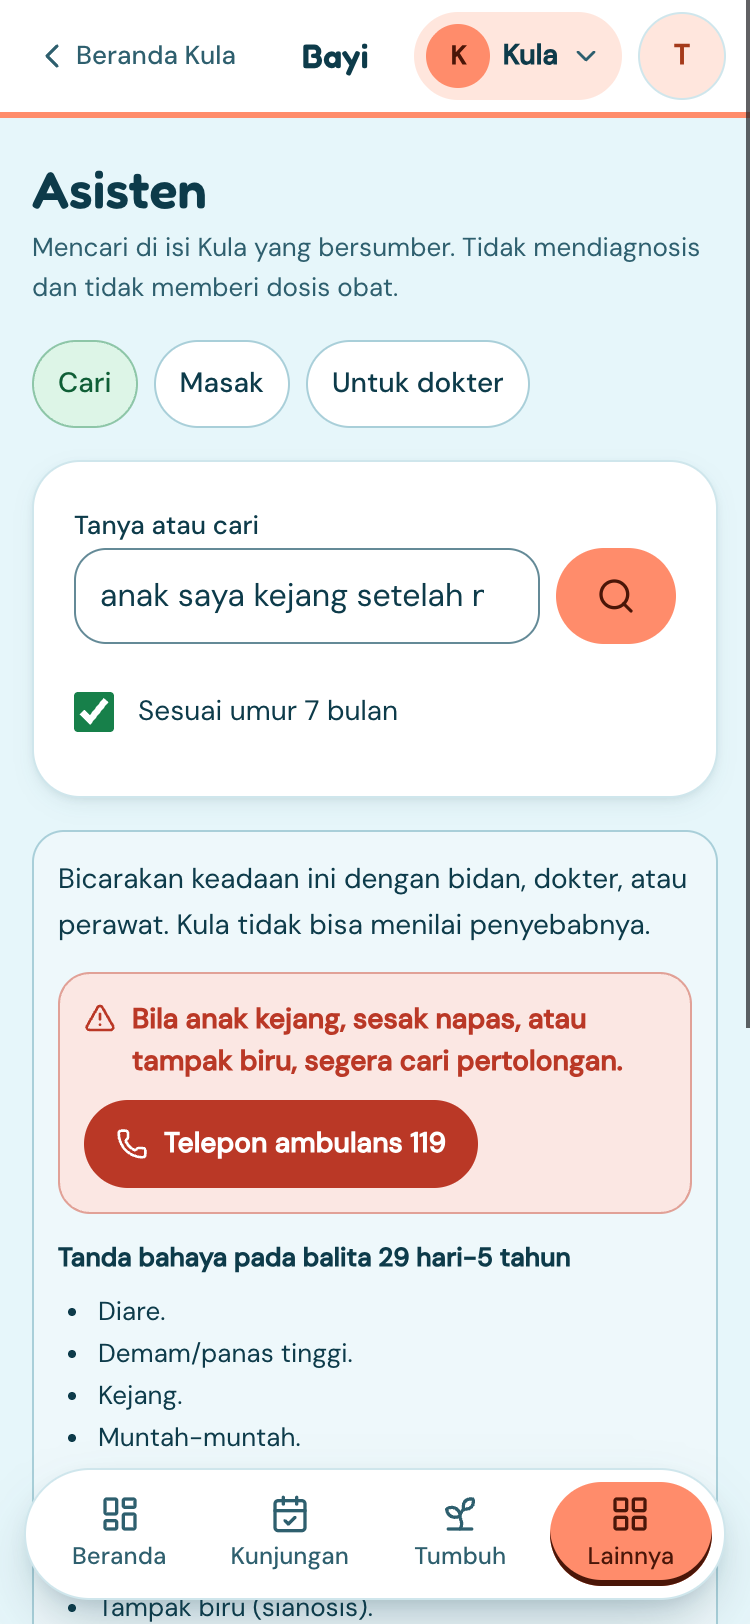 Beranda Kula
Bayi
K
Kula
T
Asisten
Mencari di isi Kula yang bersumber. Tidak mendiagnosis
dan tidak memberi dosis obat.
Cari
Masak
Untuk dokter
Tanya atau cari
anak saya kejang setelah
Sesuai umur 7 bulan
Bicarakan keadaan ini dengan bidan, dokter, atau
perawat. Kula tidak bisa menilai penyebabnya.
Bila anak kejang, sesak napas, atau
tampak biru, segera cari pertolongan.
Telepon ambulans 119
Tanda bahaya pada balita 29 hari–5 tahun
• Diare.
• Demam/panas tinggi.
• Kejang.
• Muntah-muntah.
Beranda
Kunjungan
Tumbuh
Lainnya
• Tampak biru (sianosis).